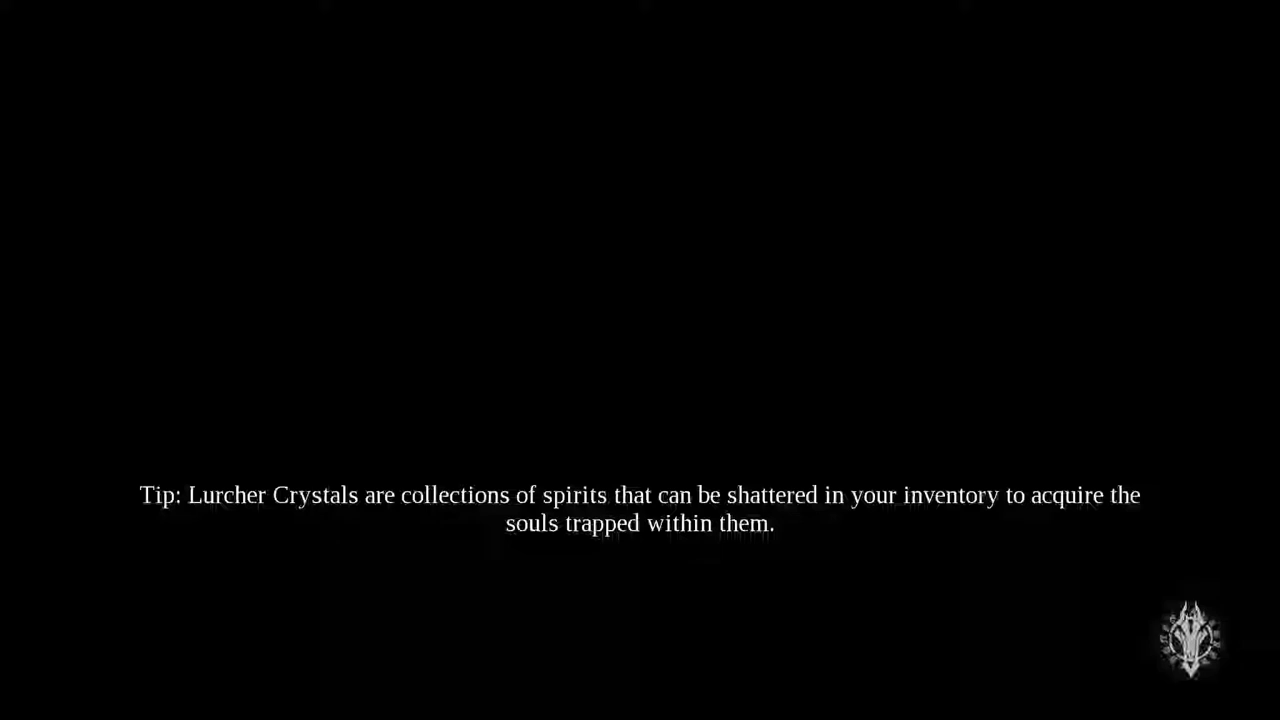 Tip: Lurcher Crystals are collections of spirits that can be shattered in your inventory to acquire the
souls trapped within them.